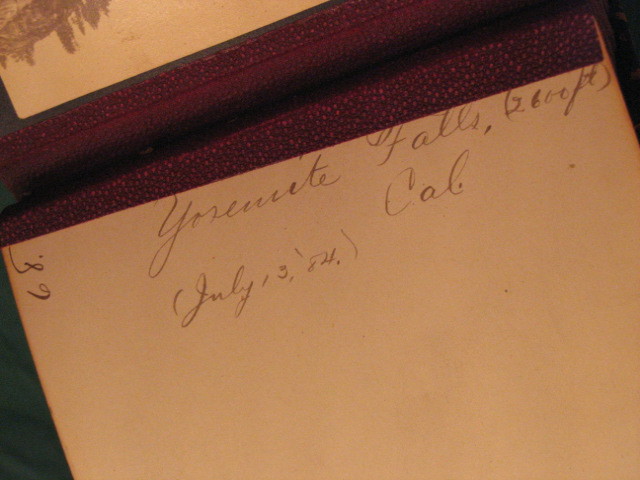 Yosemite Falls, (2600ft)
Cal
(July 13, '84.)